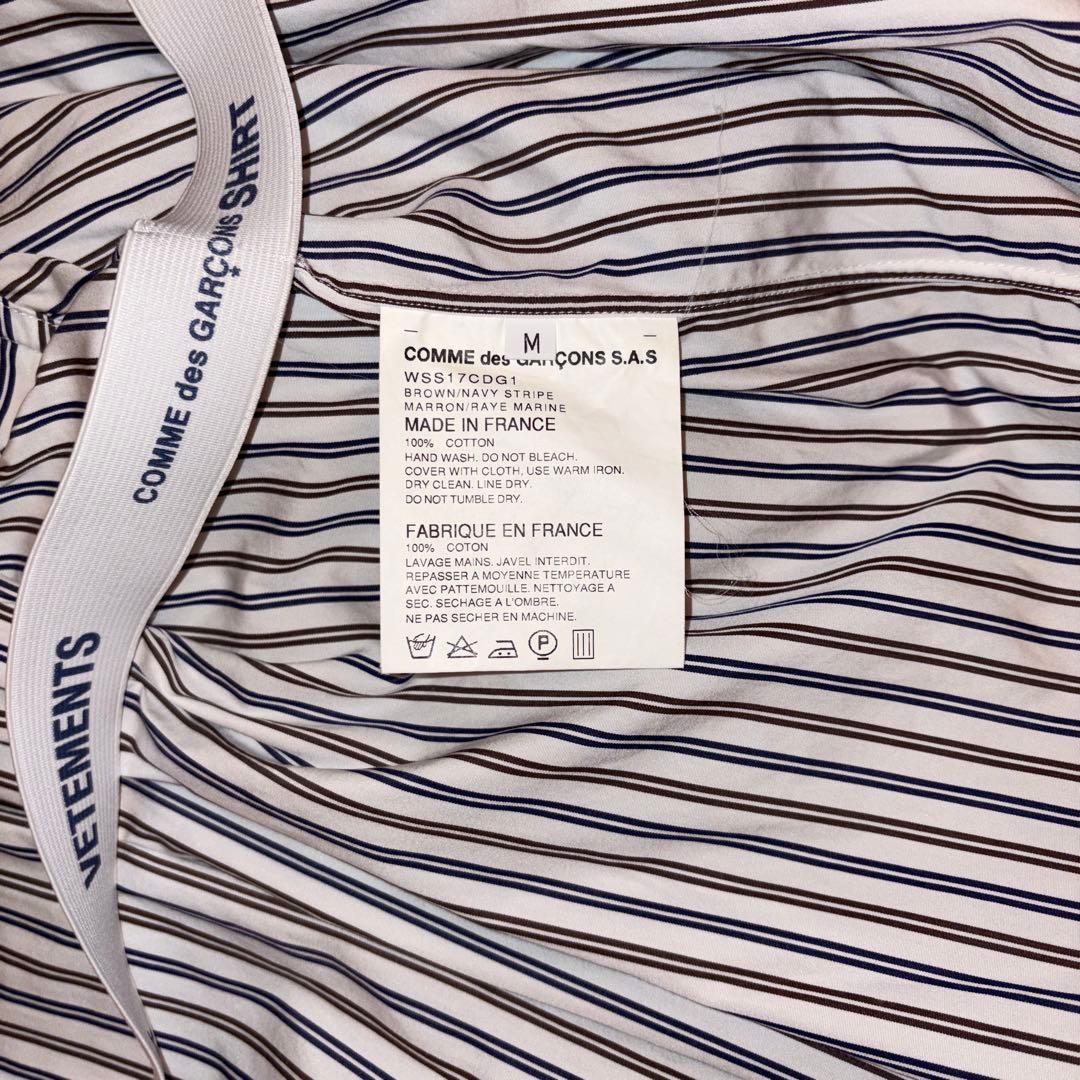 COMME des GARÇONS SHIRT
VETEMENTS
M
COMME des GARÇONS S.A.S
WSS17CDG1
BROWN/NAVY STRIPE
MARRON/RAYE MARINE
MADE IN FRANCE
100% COTTON
HAND WASH. DO NOT BLEACH.
COVER WITH CLOTH, USE WARM IRON.
DRY CLEAN. LINE DRY.
DO NOT TUMBLE DRY.
FABRIQUE EN FRANCE
100% COTON
LAVAGE MAINS. JAVEL INTERDIT.
REPASSER A MOYENNE TEMPERATURE
AVEC PATTEMOUILLE. NETTOYAGE A
SEC. SECHAGE A L'OMBRE.
NE PAS SECHER EN MACHINE.
P